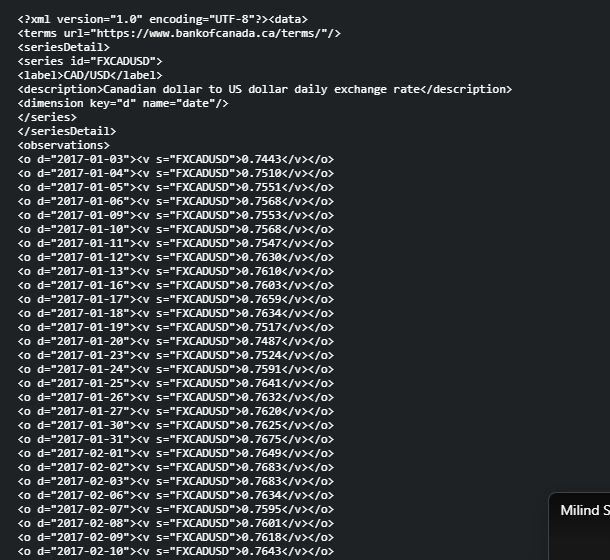 <?xml version="1.0" encoding="UTF-8"?><data>
<terms url="https://www.bankofcanada.ca/terms/"/>
<seriesDetail>
<series id="FXCADUSD">
<label>CAD/USD</label>
<description>Canadian dollar to US dollar daily exchange rate</description>
<dimension key="d" name="date"/>
</series>
</seriesDetail>
<observations>
<o d="2017-01-03"><v s="FXCADUSD">0.7443</v></o>
<o d="2017-01-04"><v s="FXCADUSD">0.7510</v></o>
<o d="2017-01-05"><v s="FXCADUSD">0.7551</v></o>
<o d="2017-01-06"><v s="FXCADUSD">0.7568</v></o>
<o d="2017-01-09"><v s="FXCADUSD">0.7553</v></o>
<o d="2017-01-10"><v s="FXCADUSD">0.7568</v></o>
<o d="2017-01-11"><v s="FXCADUSD">0.7547</v></o>
<o d="2017-01-12"><v s="FXCADUSD">0.7630</v></o>
<o d="2017-01-13"><v s="FXCADUSD">0.7610</v></o>
<o d="2017-01-16"><v s="FXCADUSD">0.7603</v></o>
<o d="2017-01-17"><v s="FXCADUSD">0.7659</v></o>
<o d="2017-01-18"><v s="FXCADUSD">0.7634</v></o>
<o d="2017-01-19"><v s="FXCADUSD">0.7517</v></o>
<o d="2017-01-20"><v s="FXCADUSD">0.7487</v></o>
<o d="2017-01-23"><v s="FXCADUSD">0.7524</v></o>
<o d="2017-01-24"><v s="FXCADUSD">0.7591</v></o>
<o d="2017-01-25"><v s="FXCADUSD">0.7641</v></o>
<o d="2017-01-26"><v s="FXCADUSD">0.7632</v></o>
<o d="2017-01-27"><v s="FXCADUSD">0.7620</v></o>
<o d="2017-01-30"><v s="FXCADUSD">0.7625</v></o>
<o d="2017-01-31"><v s="FXCADUSD">0.7675</v></o>
<o d="2017-02-01"><v s="FXCADUSD">0.7649</v></o>
<o d="2017-02-02"><v s="FXCADUSD">0.7683</v></o>
<o d="2017-02-03"><v s="FXCADUSD">0.7683</v></o>
<o d="2017-02-06"><v s="FXCADUSD">0.7634</v></o>
<o d="2017-02-07"><v s="FXCADUSD">0.7595</v></o>
<o d="2017-02-08"><v s="FXCADUSD">0.7601</v></o>
<o d="2017-02-09"><v s="FXCADUSD">0.7618</v></o>
<o d="2017-02-10"><v s="FXCADUSD">0.7643</v></o>
Milind S